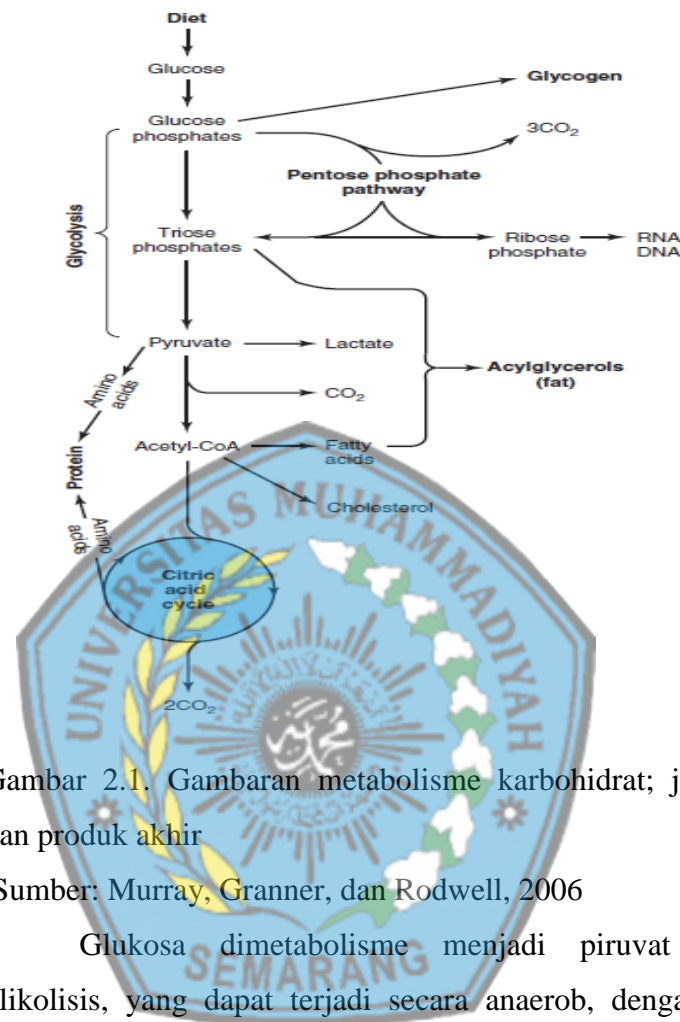 Diet
Glucose
Glycogen
Glucose
phosphates
3CO₂
Pentose phosphate
pathway
Glycolysis
Triose
phosphates
Ribose
phosphate
RNA
DNA
Pyruvate
Lactate
Amino
acids
CO₂
Acylglycerols
(fat)
Acetyl-CoA
Fatty
acids
Protein
Cholesterol
Amino
acids
Citric
acid
cycle
2CO₂
UNIVERSITAS MUHAMMADIYAH
SEMARANG
Gambar 2.1. Gambaran metabolisme karbohidrat; j
an produk akhir
Sumber: Murray, Granner, dan Rodwell, 2006
Glukosa dimetabolisme menjadi piruvat
likolisis, yang dapat terjadi secara anaerob, denga